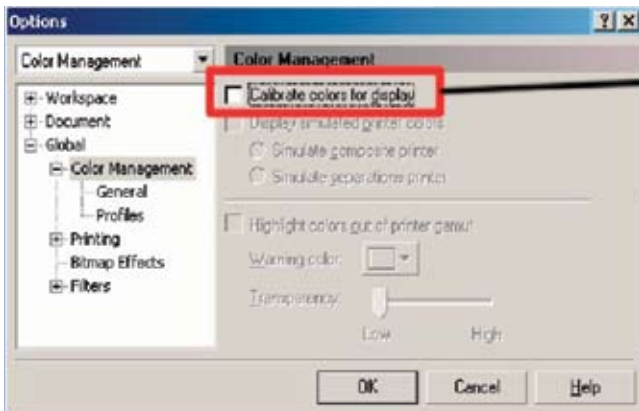 Options
Color Management
Color Management
Workspace
Document
Global
Color Management
General
Profiles
Printing
Bitmap Effects
Filters
Calibrate colors for display
Display simulated printer colors
Simulate composite printer
Simulate separations printer
Highlight colors out of printer gamut
Warning color:
Transparency:
Low High
OK Cancel Help